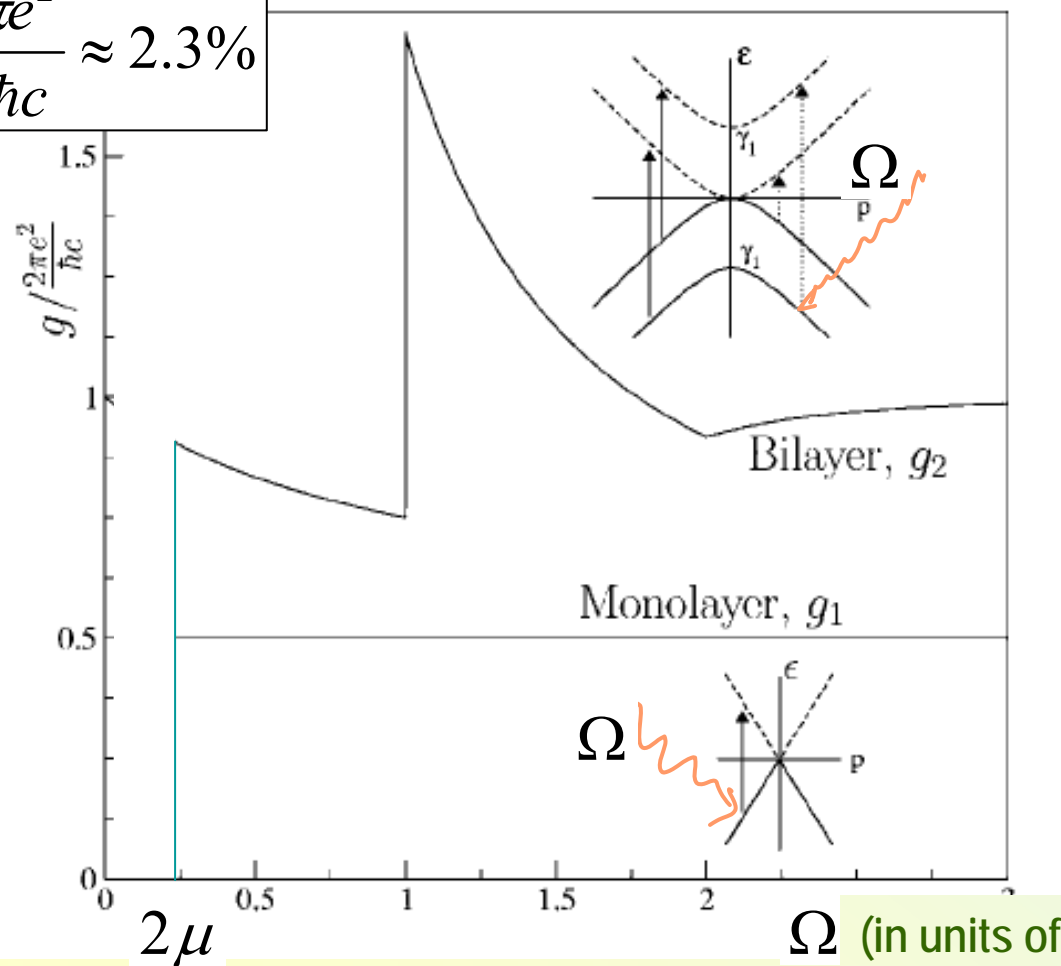 ≈ 2.3%
ħc
ε
γ₁
Ω
p
γ₁
1.5
g/ 2πe²/ħc
1
Bilayer, g₂
Monolayer, g₁
0.5
ϵ
Ω
p
0
0 0,5 1 1,5 2
2μ Ω (in units of